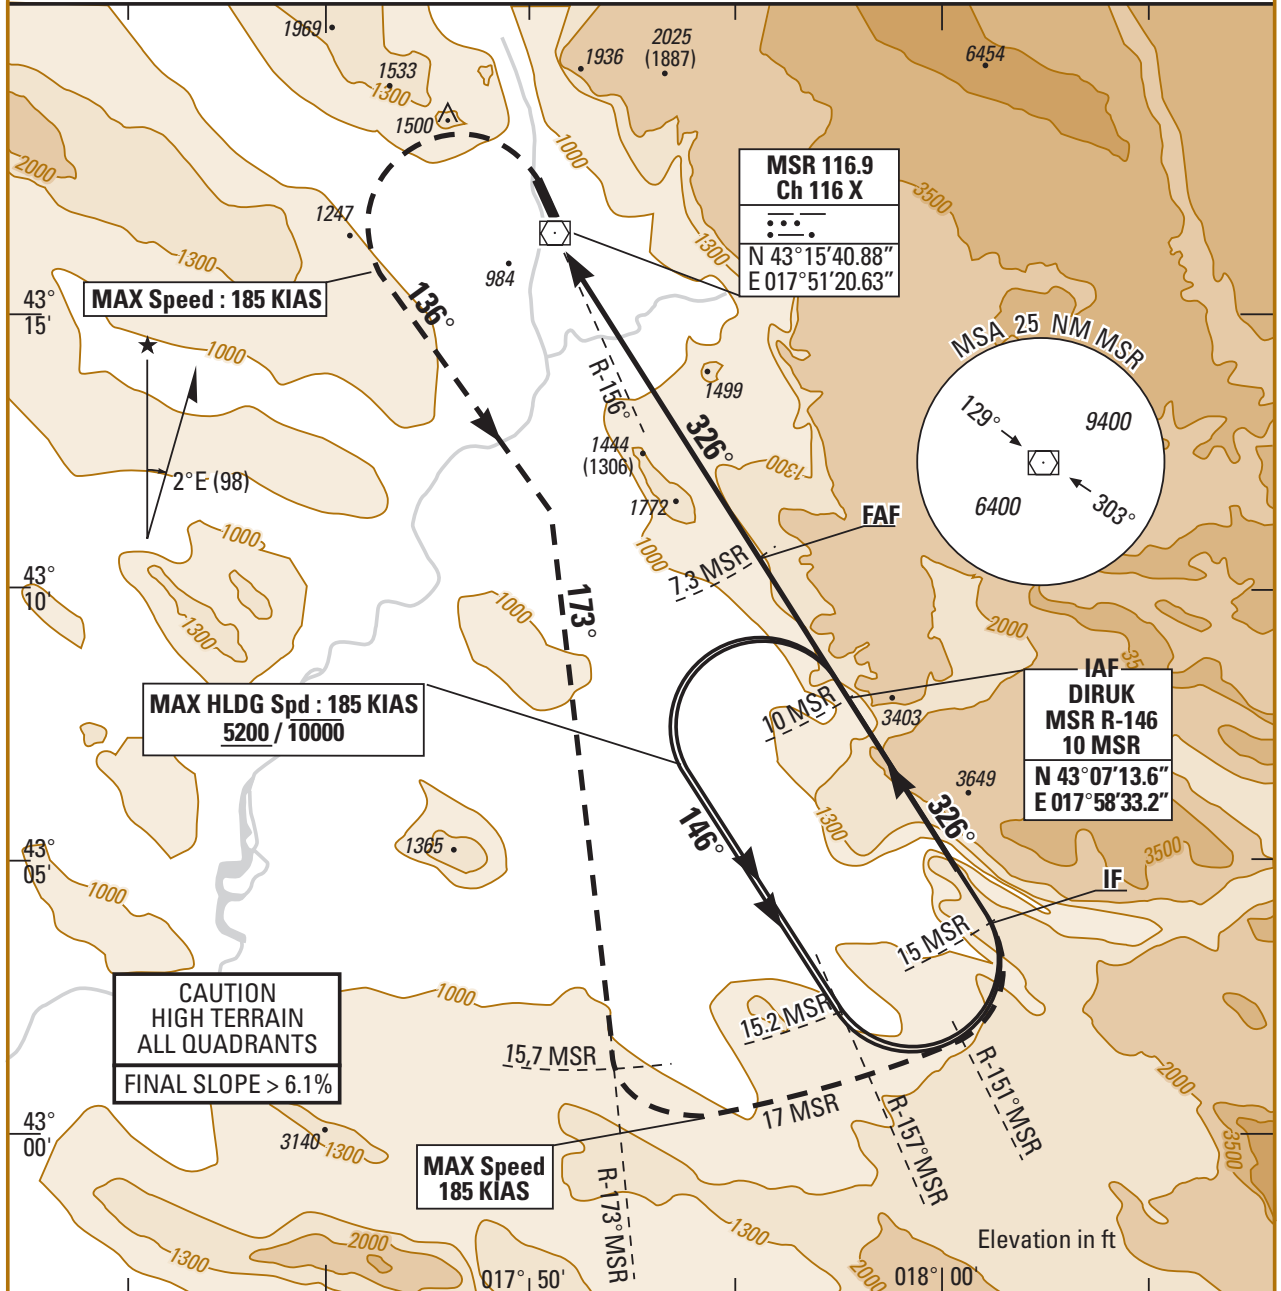 1969
1533
1300
1500
1936
2025
(1887)
6454
2000
1000
MSR 116.9
Ch 116 X
N 43°15'40.88"
E 017°51'20.63"
3500
1247
1300
1300
984
43°
15'
MAX Speed : 185 KIAS
136°
MSA 25 NM MSR
129°
9400
6400
303°
1000
R-156°
1499
326°
1444
(1306)
1300
2°E (98)
1772
FAF
1000
1000
7.3 MSR
43°
10'
1300
1000
173°
2000
35
IAF
DIRUK
MSR R-146
10 MSR
N 43°07'13.6"
E 017°58'33.2"
MAX HLDG Spd : 185 KIAS
5200 / 10000
10 MSR
3403
3649
326°
1300
146°
1365
43°
05'
3500
1000
IF
15 MSR
CAUTION
HIGH TERRAIN
ALL QUADRANTS
FINAL SLOPE > 6.1%
1000
15.2 MSR
15,7 MSR
R-151°MSR
2000
17 MSR
R-157°MSR
43°
00'
3140
1300
3500
MAX Speed
185 KIAS
R-173°MSR
1300
2000
1300
Elevation in ft
2000
017° 50'
018° 00'